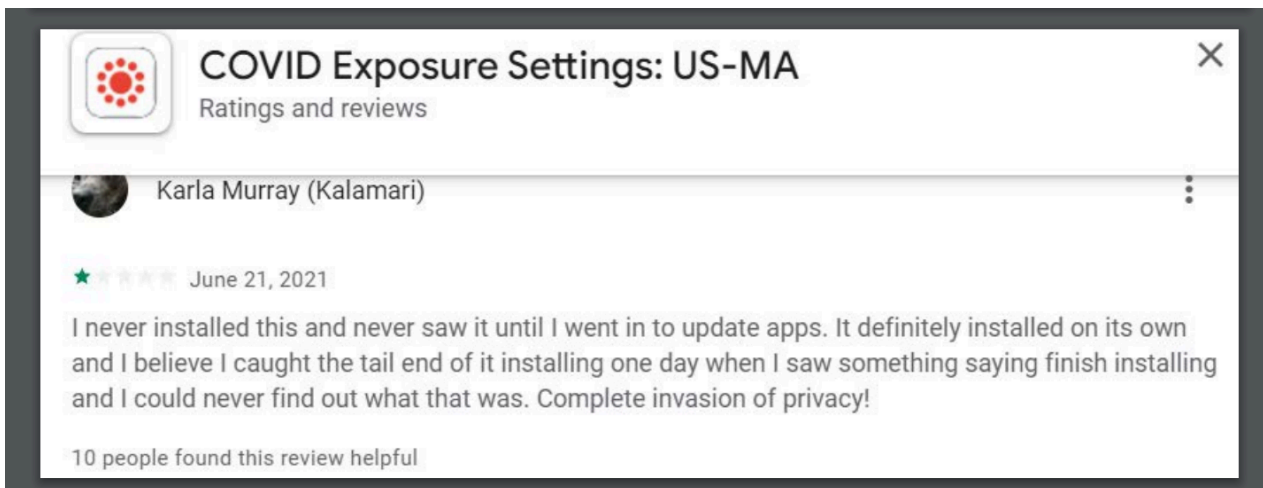 COVID Exposure Settings: US-MA
Ratings and reviews
Karla Murray (Kalamari)
June 21, 2021
I never installed this and never saw it until I went in to update apps. It definitely installed on its own
and I believe I caught the tail end of it installing one day when I saw something saying finish installing
and I could never find out what that was. Complete invasion of privacy!
10 people found this review helpful